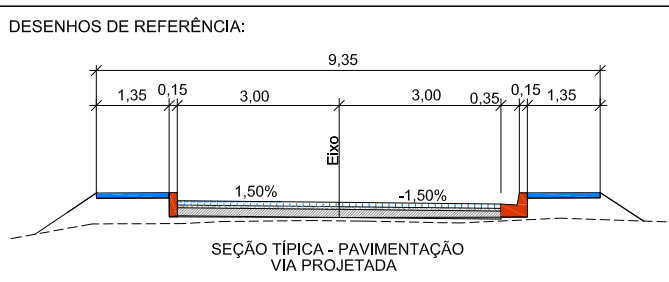 DESENHOS DE REFERÊNCIA:
9,35
1,35 0,15 3,00 3,00 0,35 0,15 1,35
Eixo
1,50% -1,50%
SEÇÃO TÍPICA - PAVIMENTAÇÃO
VIA PROJETADA